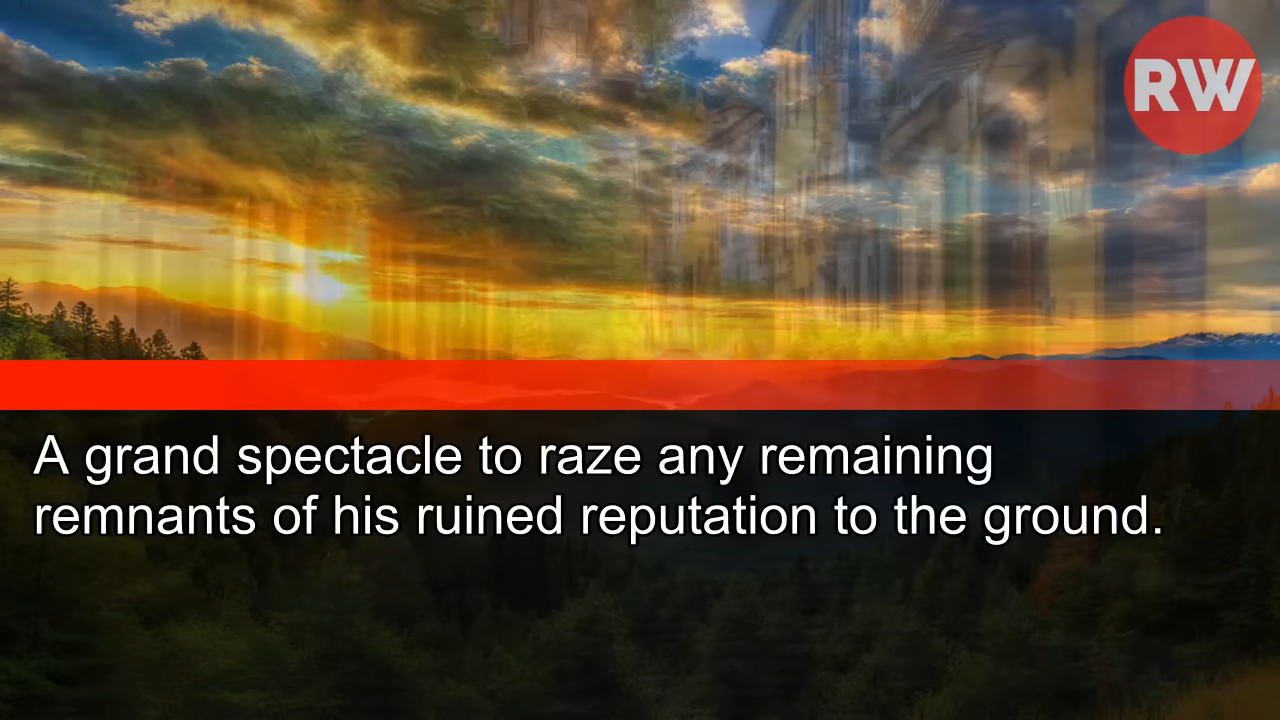 RW
A grand spectacle to raze any remaining
remnants of his ruined reputation to the ground.